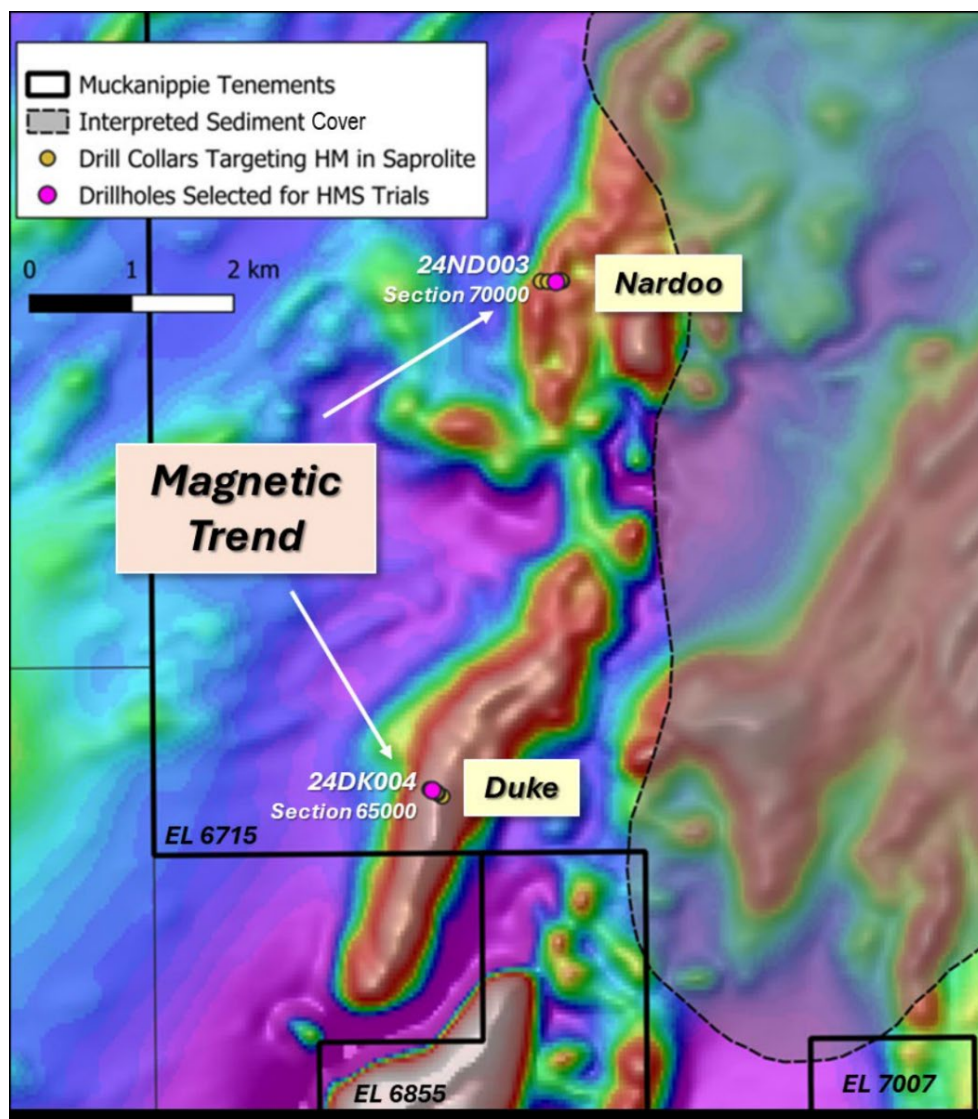 Muckanippie Tenements
Interpreted Sediment Cover
Drill Collars Targeting HM in Saprolite
Drillholes Selected for HMS Trials
0 1 2 km
24ND003
Section 70000
Nardoo
Magnetic
Trend
24DK004
Section 65000
Duke
EL 6715
EL 6855
EL 7007